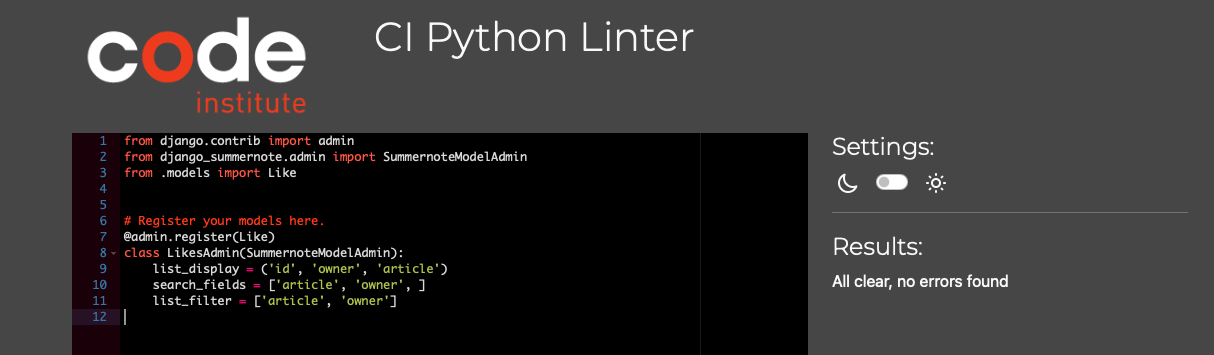 code
institute
CI Python Linter
1 from django.contrib import admin
2 from django_summernote.admin import SummernoteModelAdmin
3 from .models import Like
4
5
6 # Register your models here.
7 @admin.register(Like)
8 class LikesAdmin(SummernoteModelAdmin):
9     list_display = ('id', 'owner', 'article')
10     search_fields = ['article', 'owner', ]
11     list_filter = ['article', 'owner']
12
Settings:
Results:
All clear, no errors found